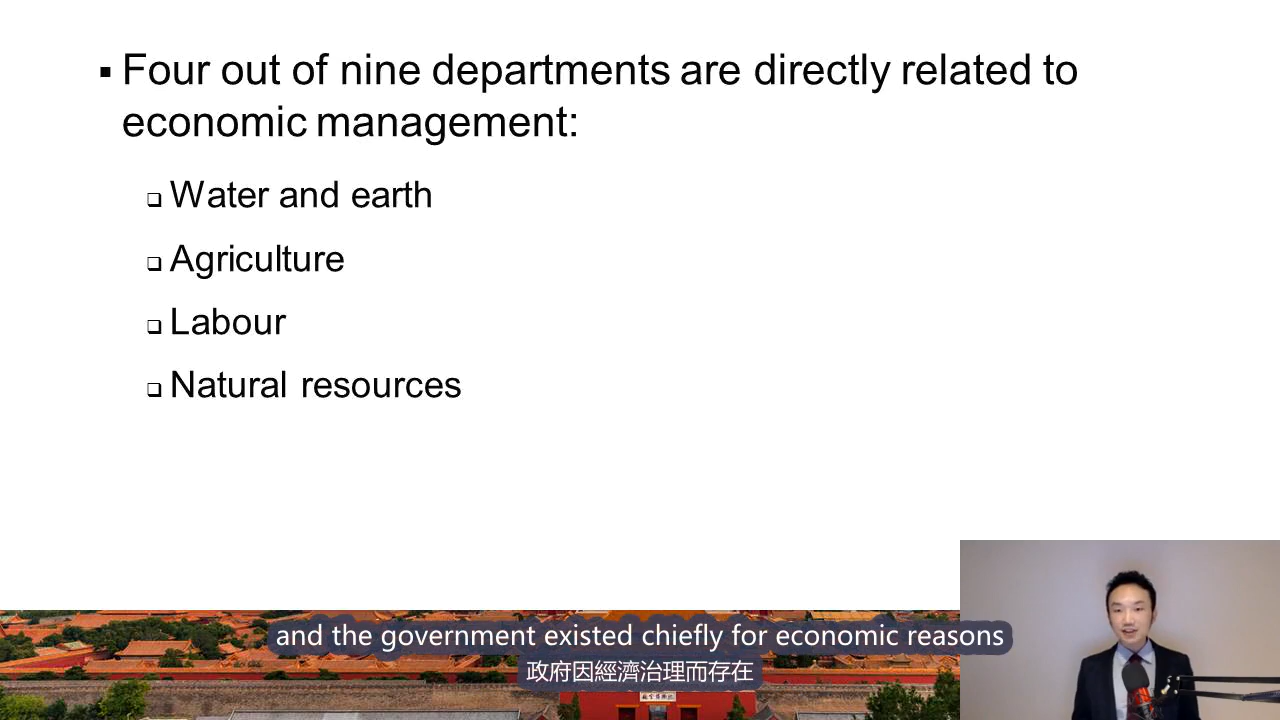 Four out of nine departments are directly related to
economic management:
Water and earth
Agriculture
Labour
Natural resources
and the government existed chiefly for economic reasons
政府因經濟治理而存在